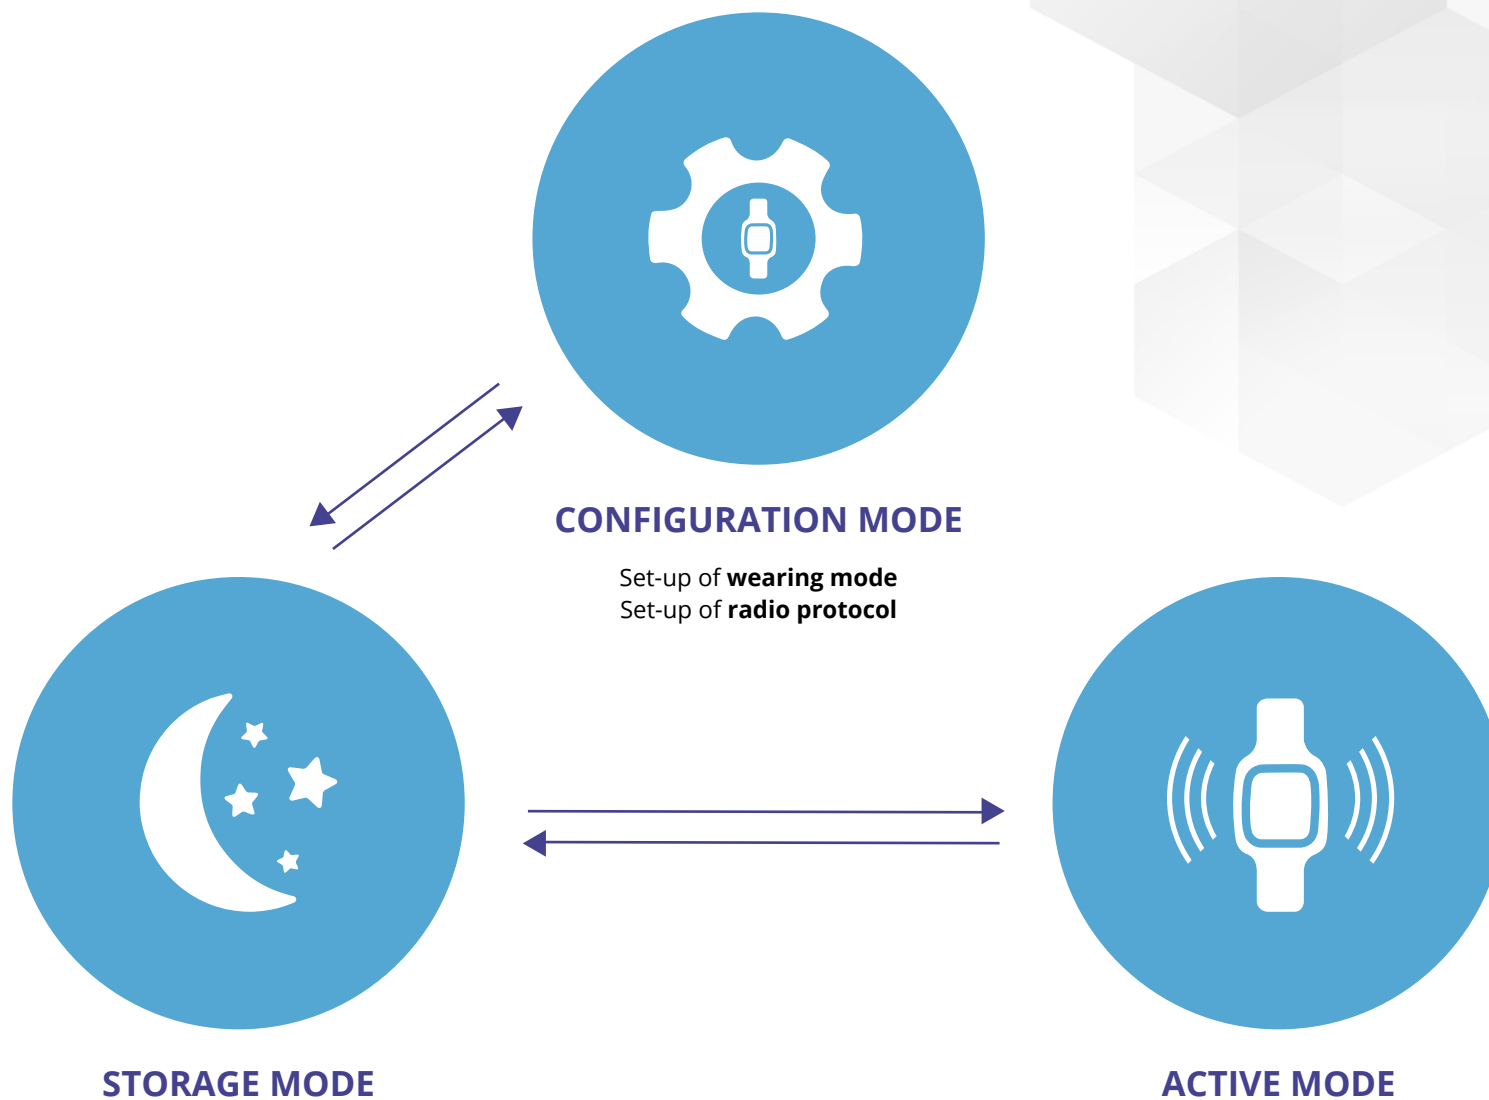 CONFIGURATION MODE
Set-up of wearing mode
Set-up of radio protocol
STORAGE MODE
ACTIVE MODE